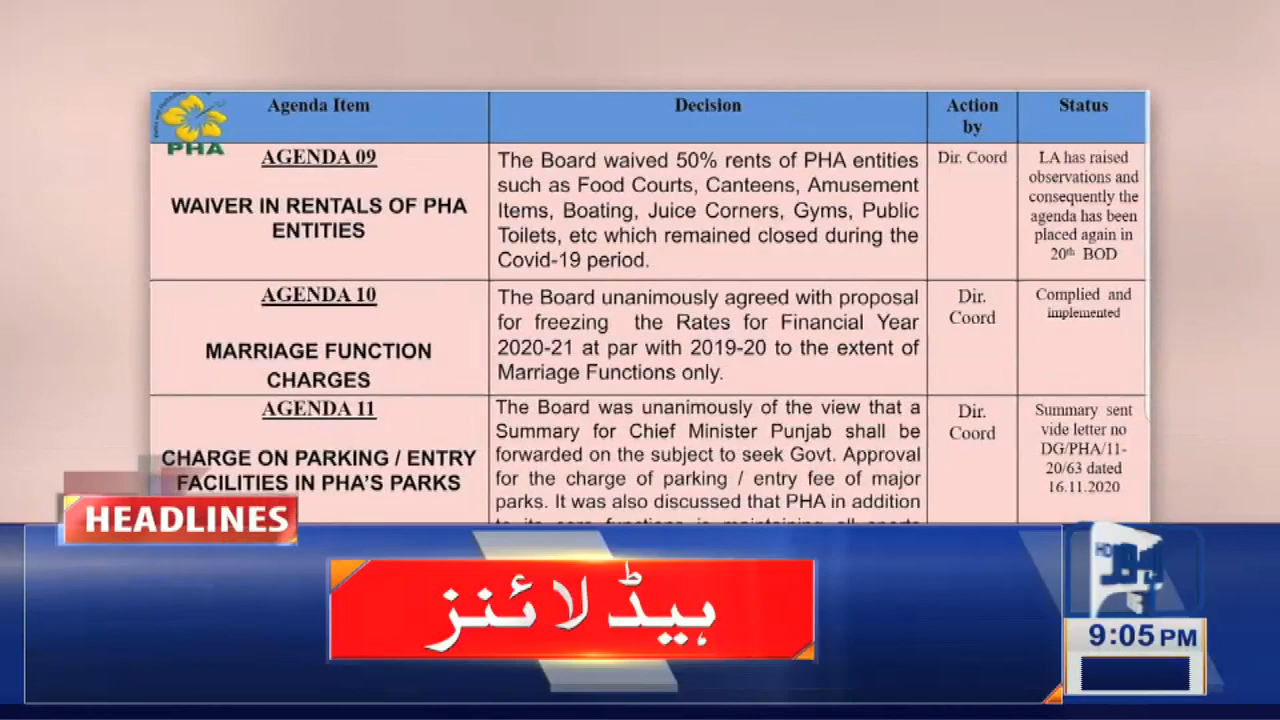 Agenda Item
Decision
Action
by
Status
PHA
AGENDA 09
WAIVER IN RENTALS OF PHA
ENTITIES
The Board waived 50% rents of PHA entities
such as Food Courts, Canteens, Amusement
Items, Boating, Juice Corners, Gyms, Public
Toilets, etc which remained closed during the
Covid-19 period.
Dir. Coord
LA has raised
observations and
consequently the
agenda has been
placed again in
20th BOD
AGENDA 10
MARRIAGE FUNCTION
CHARGES
The Board unanimously agreed with proposal
for freezing the Rates for Financial Year
2020-21 at par with 2019-20 to the extent of
Marriage Functions only.
Dir.
Coord
Complied and
implemented
AGENDA 11
CHARGE ON PARKING / ENTRY
FACILITIES IN PHA'S PARKS
The Board was unanimously of the view that a
Summary for Chief Minister Punjab shall be
forwarded on the subject to seek Govt. Approval
for the charge of parking / entry fee of major
parks. It was also discussed that PHA in addition
Dir.
Coord
Summary sent
vide letter no
DG/PHA/11-
20/63 dated
16.11.2020
HEADLINES
ہیڈلائنز
HD
لاہور
9:05 PM